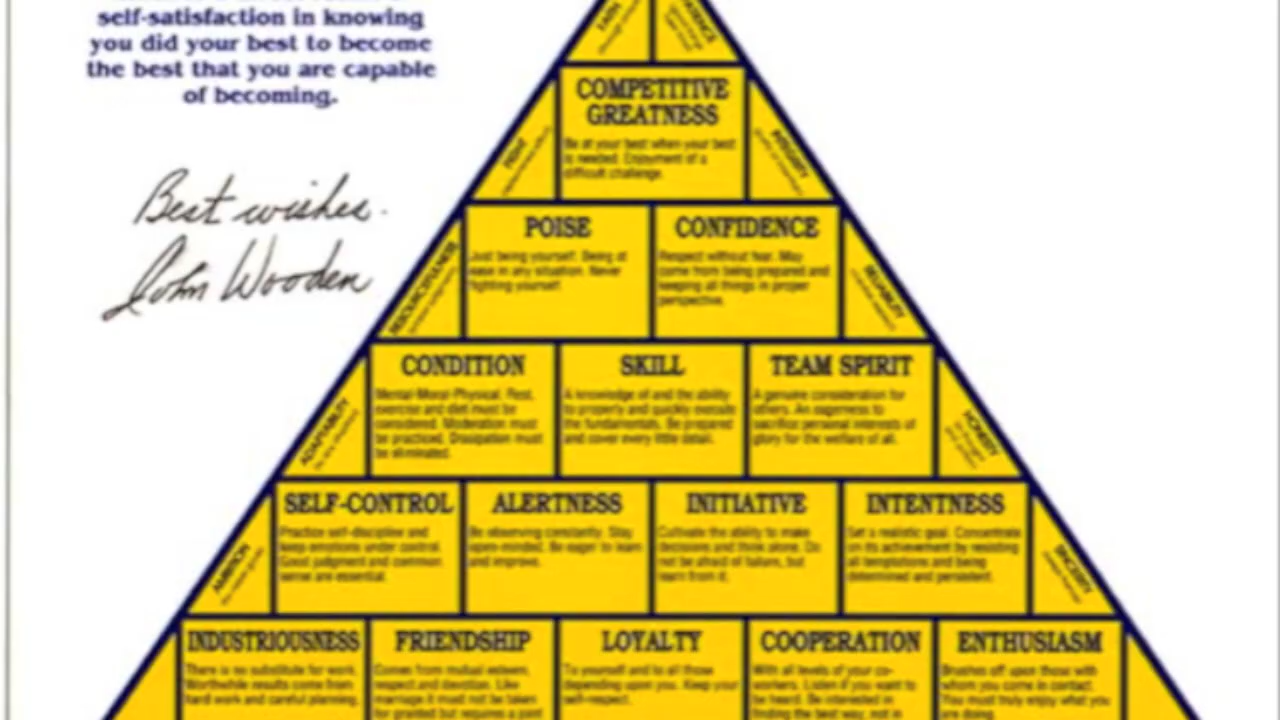 self-satisfaction in knowing
you did your best to become
the best that you are capable
of becoming.
Best wishes.
John Wooden
FAITH
PATIENCE
COMPETITIVE
GREATNESS
Be at your best when your best
is needed. Enjoyment of a
difficult challenge.
FIGHT
INTEGRITY
POISE
Just being yourself. Being at
ease in any situation. Never
fighting yourself.
CONFIDENCE
Respect without fear. May
come from being prepared and
keeping all things in proper
perspective.
RESOURCEFULNESS
RELIABILITY
CONDITION
Mental-Moral-Physical. Rest,
exercise and diet must be
considered. Moderation must
be practiced. Dissipation must
be eliminated.
SKILL
A knowledge of and the ability
to properly and quickly execute
the fundamentals. Be prepared
and cover every little detail.
TEAM SPIRIT
A genuine consideration for
others. An eagerness to
sacrifice personal interests of
glory for the welfare of all.
ADAPTABILITY
HONESTY
SELF-CONTROL
Practice self-discipline and
keep emotions under control.
Good judgment and common
sense are essential.
ALERTNESS
Be observing constantly. Stay
open-minded. Be eager to learn
and improve.
INITIATIVE
Cultivate the ability to make
decisions and think alone. Do
not be afraid of failure, but
learn from it.
INTENTNESS
Set a realistic goal. Concentrate
on its achievement by resisting
all temptations and being
determined and persistent.
AMBITION
SINCERITY
INDUSTRIOUSNESS
There is no substitute for work.
Worthwhile results come from
hard work and careful planning.
FRIENDSHIP
Comes from mutual esteem,
respect and devotion. Like
marriage it must not be taken
for granted but requires a joint
LOYALTY
To yourself and to all those
depending upon you. Keep your
self-respect.
COOPERATION
With all levels of your co-
workers. Listen if you want to
be heard. Be interested in
finding the best way, not in
ENTHUSIASM
Brushes off upon those with
whom you come in contact.
You must truly enjoy what you
are doing.